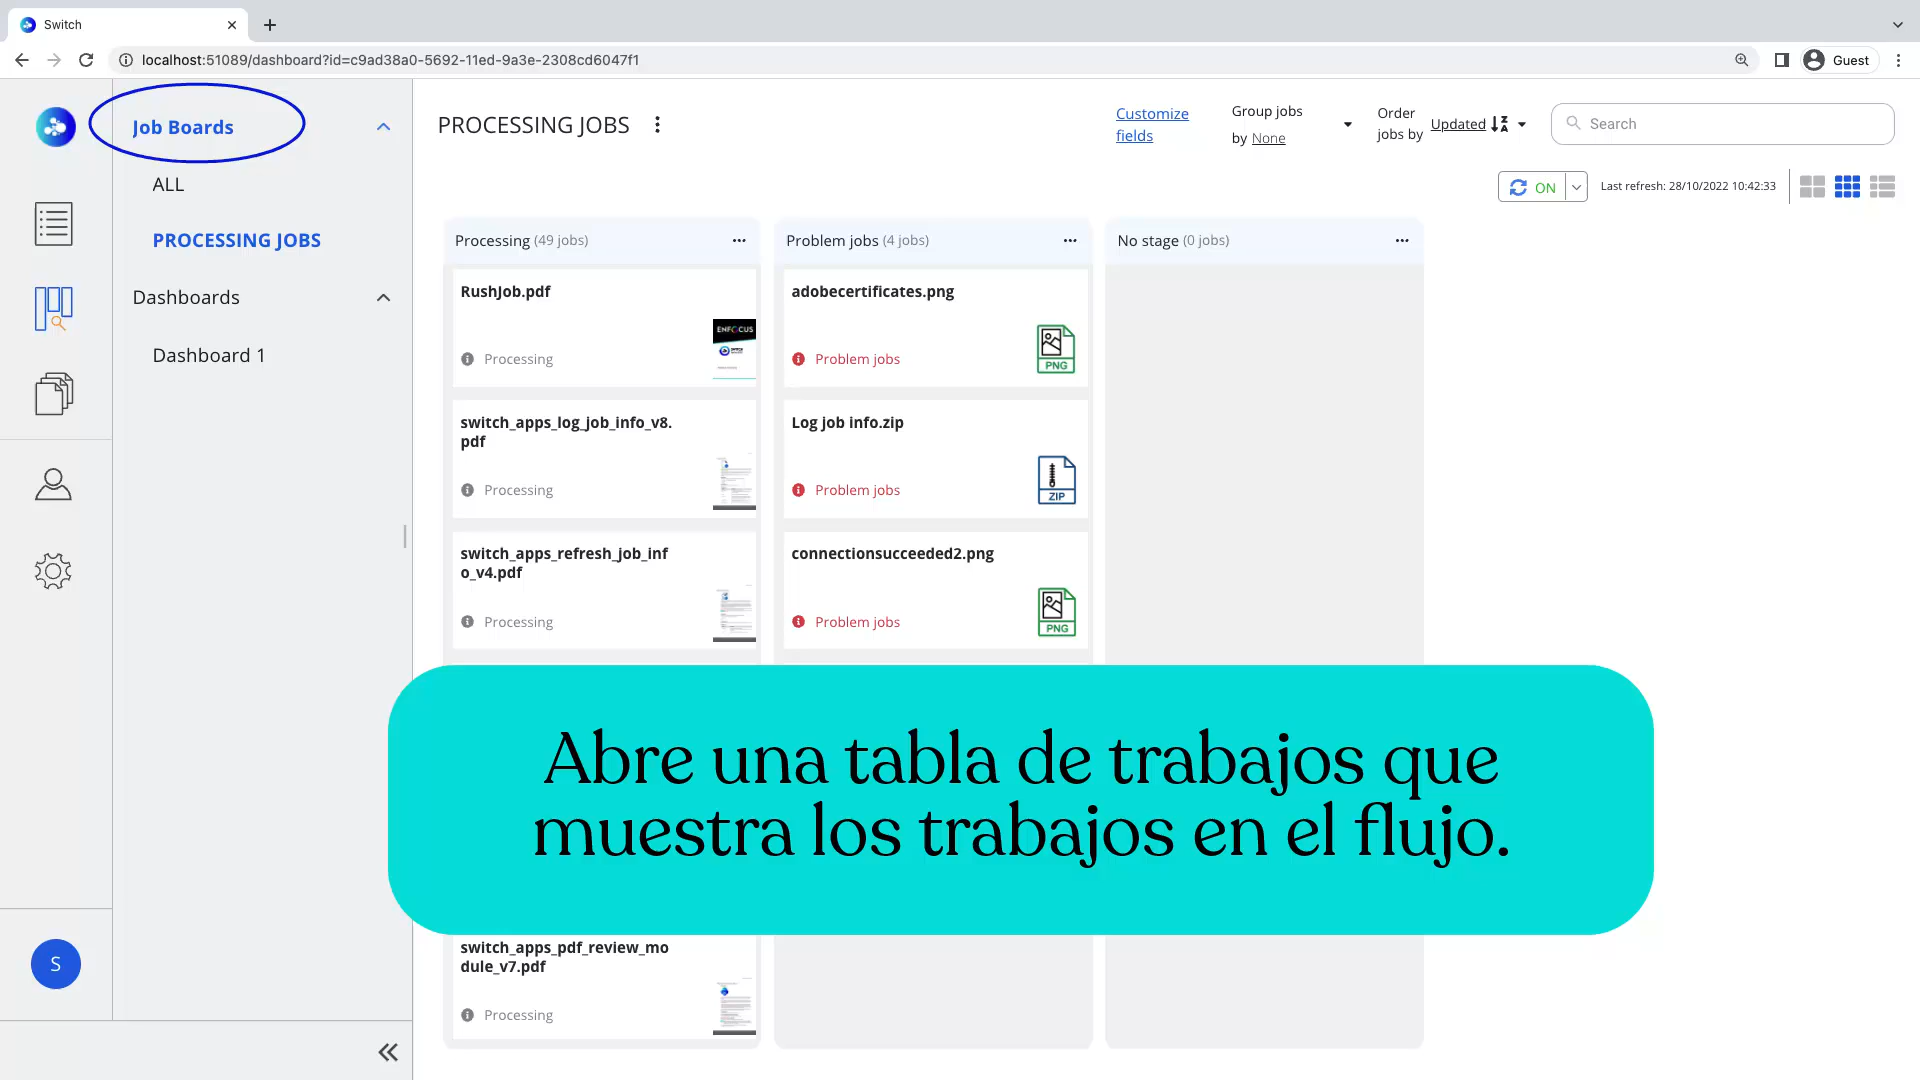 Switch
localhost:51089/dashboard?id=c9ad38a0-5692-11ed-9a3e-2308cd6047f1
Guest
Job Boards
ALL
PROCESSING JOBS
Dashboards
Dashboard 1
S
PROCESSING JOBS
Customize
fields
Group jobs
by None
Order
jobs by Updated
Search
ON
Last refresh: 28/10/2022 10:42:33
Processing (49 jobs)
RushJob.pdf
ENFOCUS
Processing
switch_apps_log_job_info_v8.
pdf
Processing
switch_apps_refresh_job_inf
o_v4.pdf
Processing
switch_apps_pdf_review_mo
dule_v7.pdf
Processing
Problem jobs (4 jobs)
adobecertificates.png
Problem jobs
PNG
Log job info.zip
Problem jobs
ZIP
connectionsucceeded2.png
Problem jobs
PNG
No stage (0 jobs)
Abre una tabla de trabajos que
muestra los trabajos en el flujo.